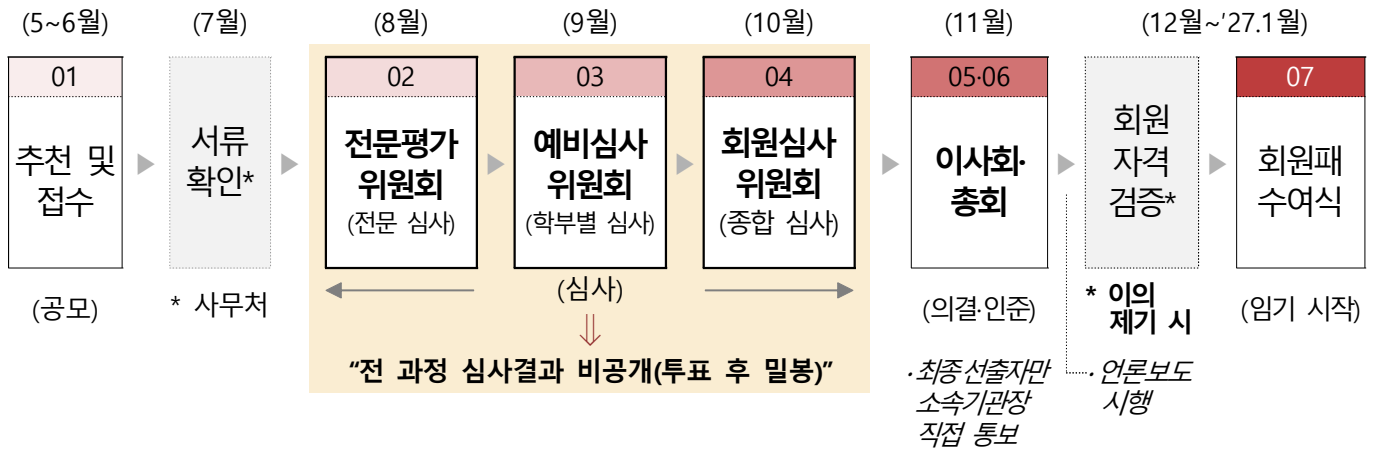 (5~6월)
(7월)
(8월)
(9월)
(10월)
(11월)
(12월~'27.1월)
01
추천 및
접수
(공모)
서류
확인*
* 사무처
02
전문평가
위원회
(전문 심사)
03
예비심사
위원회
(학부별 심사)
04
회원심사
위원회
(종합 심사)
(심사)
“전 과정 심사결과 비공개(투표 후 밀봉)”
05·06
이사회·
총회
(의결·인준)
· 최종 선출자만
소속기관장
직접 통보
회원
자격
검증*
* 이의
제기 시
· 언론보도
시행
07
회원패
수여식
(임기 시작)